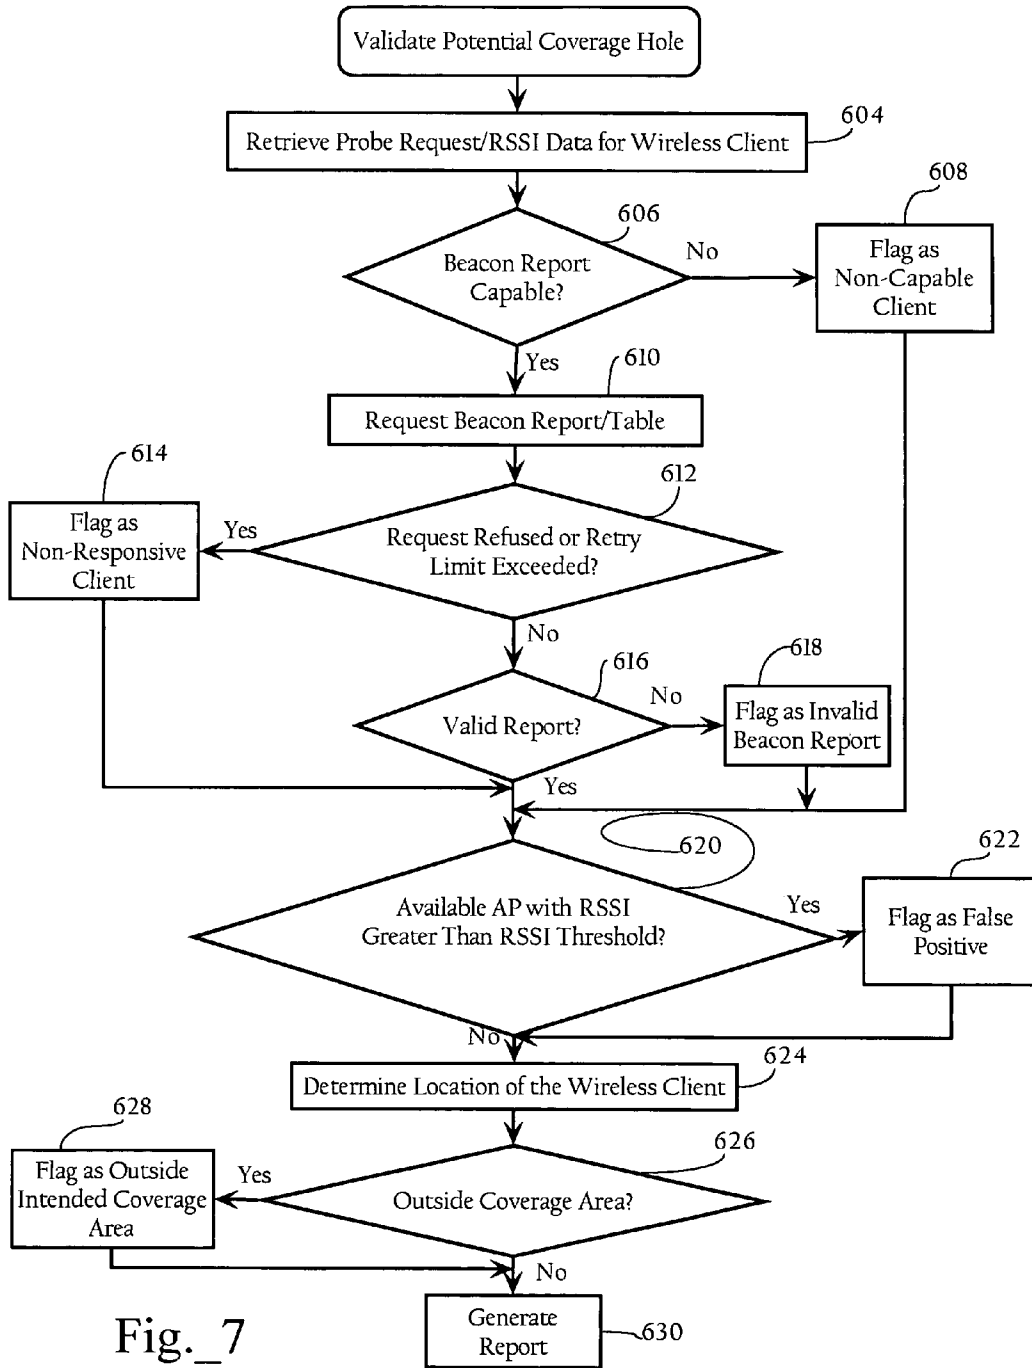 Validate Potential Coverage Hole
604
Retrieve Probe Request/RSSI Data for Wireless Client
608
606
Beacon Report
Capable?
No
Flag as
Non-Capable
Client
Yes
610
Request Beacon Report/Table
614
612
Flag as
Non-Responsive
Client
Yes
Request Refused or Retry
Limit Exceeded?
No
616
618
Valid Report?
No
Flag as Invalid
Beacon Report
Yes
620
622
Available AP with RSSI
Greater Than RSSI Threshold?
Yes
Flag as False
Positive
No
624
Determine Location of the Wireless Client
628
626
Flag as Outside
Intended Coverage
Area
Yes
Outside Coverage Area?
No
Generate
Report
630
Fig._7